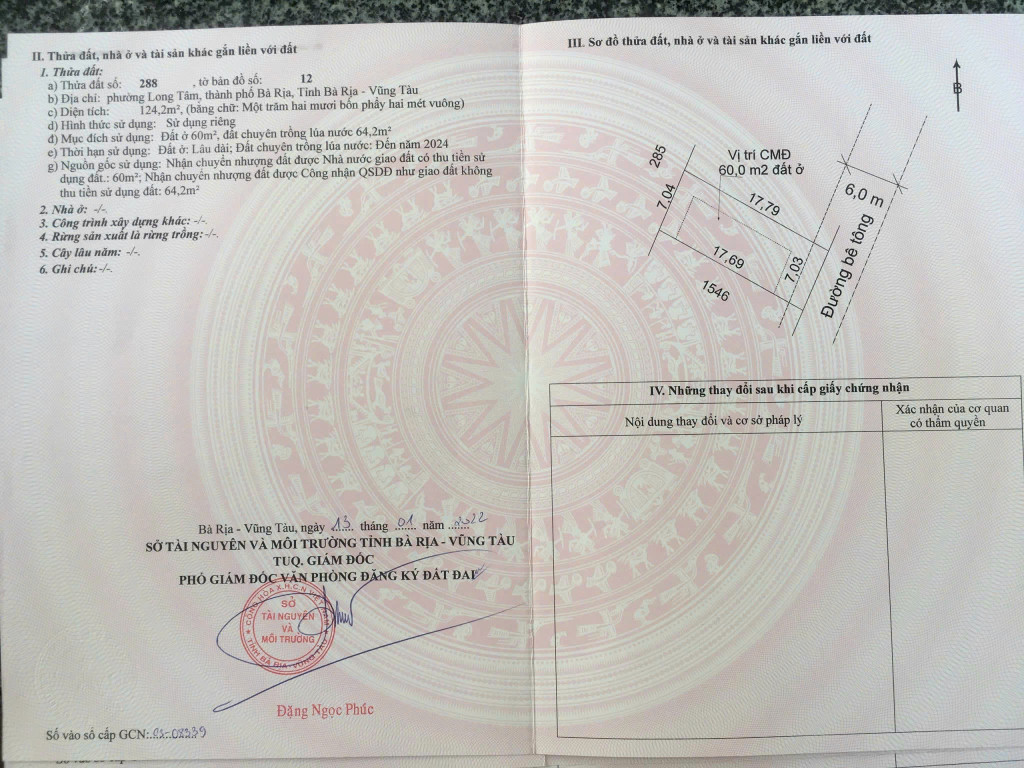 II. Thửa đất, nhà ở và tài sản khác gắn liền với đất
1. Thửa đất:
a) Thửa đất số: 288 , tờ bản đồ số: 12
b) Địa chỉ: phường Long Tâm, thành phố Bà Rịa, Tỉnh Bà Rịa - Vũng Tàu
c) Diện tích: 124,2m², (bằng chữ: Một trăm hai mươi bốn phẩy hai mét vuông)
d) Hình thức sử dụng: Sử dụng riêng
đ) Mục đích sử dụng: Đất ở 60m², đất chuyên trồng lúa nước 64,2m²
e) Thời hạn sử dụng: Đất ở: Lâu dài; Đất chuyên trồng lúa nước: Đến năm 2024
g) Nguồn gốc sử dụng: Nhận chuyển nhượng đất được Nhà nước giao đất có thu tiền sử
dụng đất.: 60m²; Nhận chuyển nhượng đất được Công nhận QSDĐ như giao đất không
thu tiền sử dụng đất: 64,2m²
2. Nhà ở: -/-.
3. Công trình xây dựng khác: -/-.
4. Rừng sản xuất là rừng trồng: -/-.
5. Cây lâu năm: -/-.
6. Ghi chú: -/-.
Bà Rịa - Vũng Tàu, ngày 13 tháng 01 năm 2022
SỞ TÀI NGUYÊN VÀ MÔI TRƯỜNG TỈNH BÀ RỊA - VŨNG TÀU
TUQ. GIÁM ĐỐC
PHÓ GIÁM ĐỐC VĂN PHÒNG ĐĂNG KÝ ĐẤT ĐAI
CỘNG HÒA X.H.C.N VIỆT NAM
SỞ
TÀI NGUYÊN
VÀ
MÔI TRƯỜNG
TỈNH BÀ RỊA - VŨNG TÀU
Đặng Ngọc Phúc
Số vào sổ cấp GCN:
III. Sơ đồ thửa đất, nhà ở và tài sản khác gắn liền với đất
B
285
Vị trí CMĐ
60,0 m2 đất ở
7,04
17,79
6,0 m
17,69
7,03
1546
Đường bê tông
IV. Những thay đổi sau khi cấp giấy chứng nhận
Nội dung thay đổi và cơ sở pháp lý
Xác nhận của cơ quan
có thẩm quyền